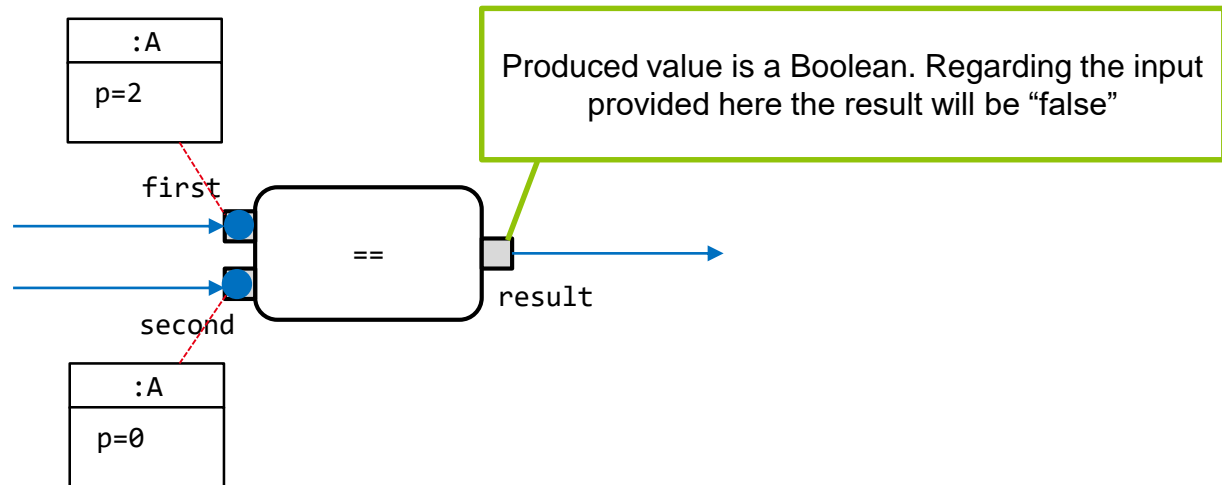 :A
p=2
Produced value is a Boolean. Regarding the input
provided here the result will be “false”
first
==
result
second
:A
p=0